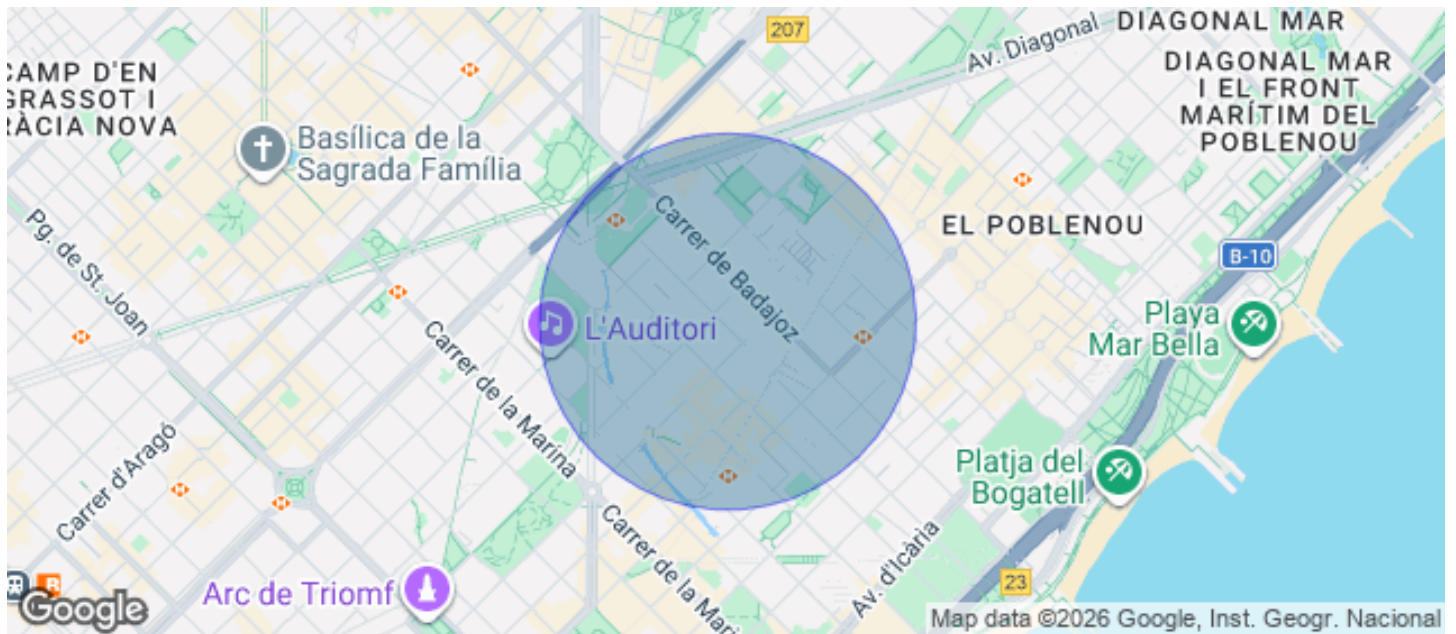 DIAGONAL MAR
207
Av. Diagonal
DIAGONAL MAR
I EL FRONT
MARÍTIM DEL
POBLENOU
CAMP D'EN
GRASSOT I
RÀCIA NOVA
Basílica de la
Sagrada Família
Carrer de Badajoz
EL POBLENOU
B-10
Pg. de St. Joan
L'Auditori
Playa
Mar Bella
Carrer de la Marina
Carrer d'Aragó
Platja del
Bogatell
Carrer de la Mari
Av. d'Icària
23
Arc de Triomf
Google
Map data ©2026 Google, Inst. Geogr. Nacional